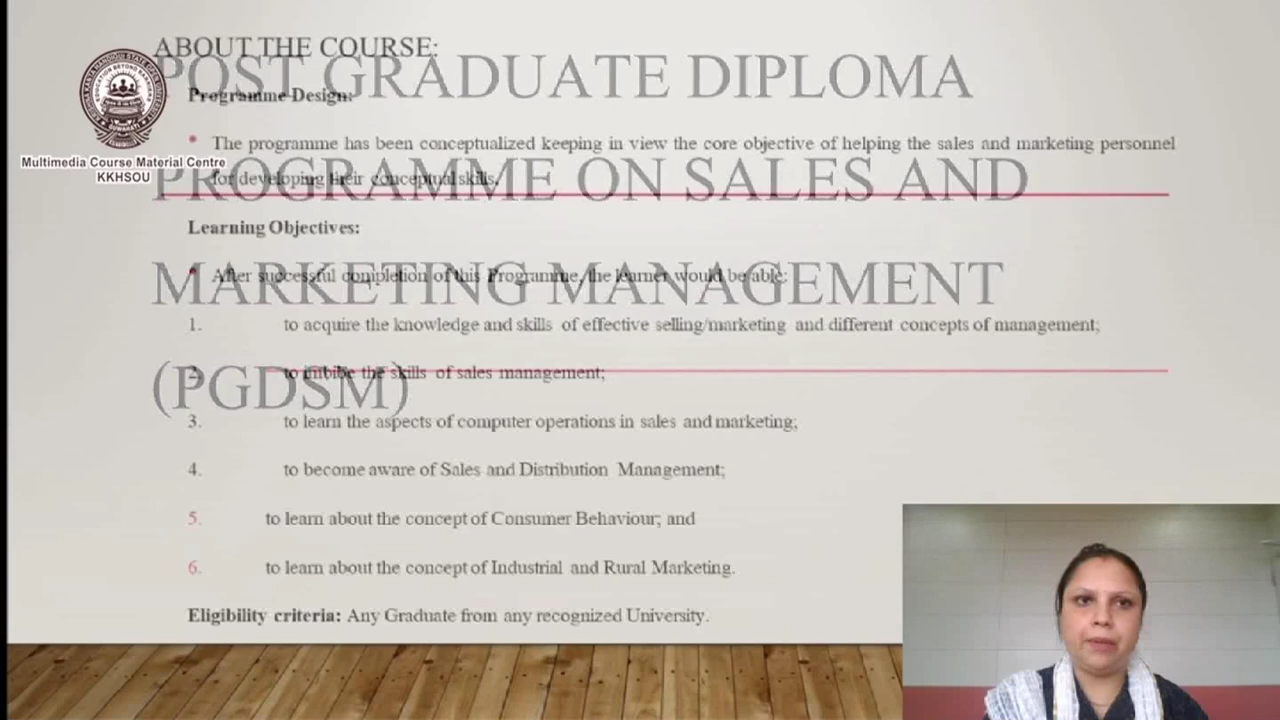 ABOUT THE COURSE:
POST GRADUATE DIPLOMA
Programme Design:
The programme has been conceptualized keeping in view the core objective of helping the sales and marketing personnel
for developing their conceptual skills.
PROGRAMME ON SALES AND
Multimedia Course Material Centre
KKHSOU
Learning Objectives:
After successful completion of this Programme, the learner would be able:
MARKETING MANAGEMENT
1. to acquire the knowledge and skills of effective selling/marketing and different concepts of management;
2. to imbibe the skills of sales management;
(PGDSM)
3. to learn the aspects of computer operations in sales and marketing;
4. to become aware of Sales and Distribution Management;
5. to learn about the concept of Consumer Behaviour; and
6. to learn about the concept of Industrial and Rural Marketing.
Eligibility criteria: Any Graduate from any recognized University.